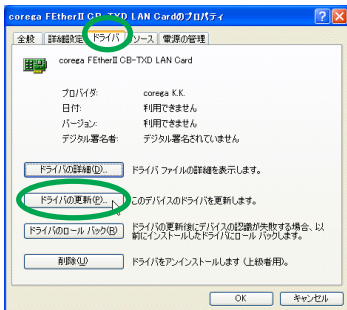 corega FEtherⅡ CB-TXD LAN Cardのプロパティ
全般 詳細設定 ドライバ ソース 電源の管理
corega FEtherⅡ CB-TXD LAN Card
プロバイダ: corega K.K.
日付: 利用できません
バージョン: 利用できません
デジタル署名者: デジタル署名されていません
ドライバの詳細(D)... ドライバ ファイルの詳細を表示します。
ドライバの更新(P)... このデバイスのドライバを更新します。
ドライバのロール バック(R) ドライバの更新後にデバイスの認識が失敗する場合、以
前にインストールしたドライバにロール バックします。
削除(U) ドライバをアンインストールします (上級者用)。
OK キャンセル